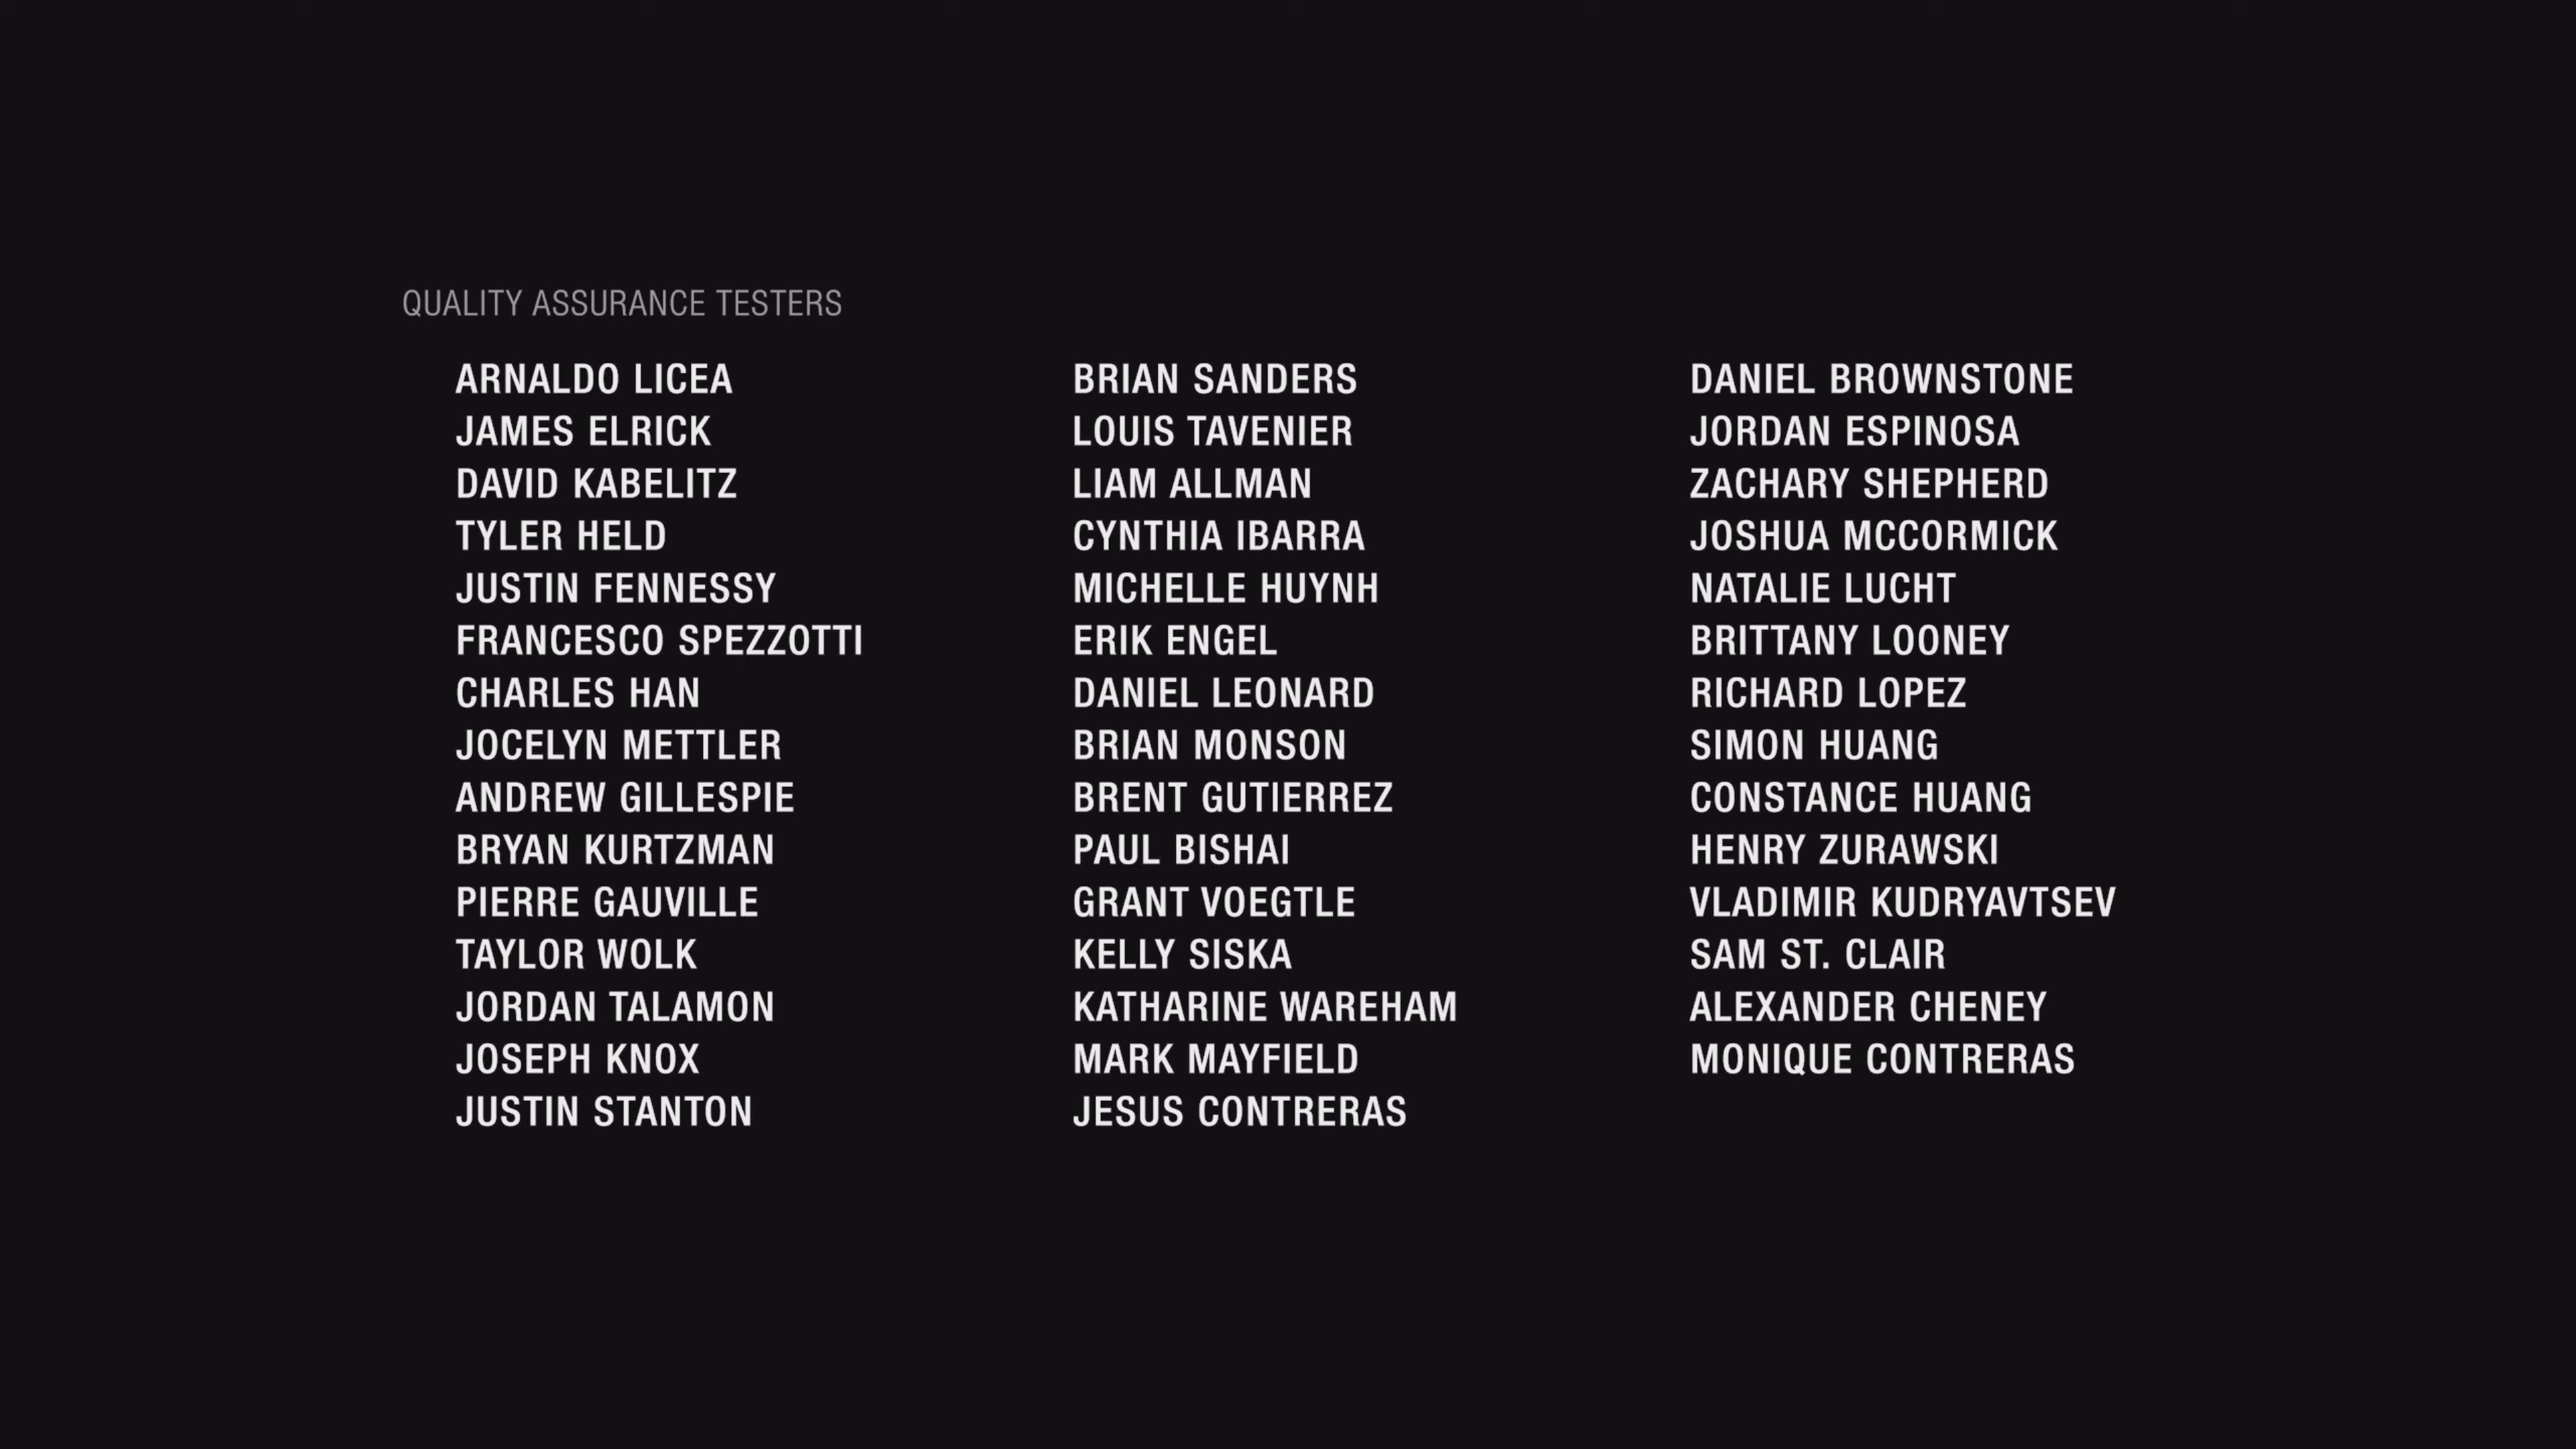 QUALITY ASSURANCE TESTERS
ARNALDO LICEA
JAMES ELRICK
DAVID KABELITZ
TYLER HELD
JUSTIN FENNESSY
FRANCESCO SPEZZOTTI
CHARLES HAN
JOCELYN METTLER
ANDREW GILLESPIE
BRYAN KURTZMAN
PIERRE GAUVILLE
TAYLOR WOLK
JORDAN TALAMON
JOSEPH KNOX
JUSTIN STANTON
BRIAN SANDERS
LOUIS TAVENIER
LIAM ALLMAN
CYNTHIA IBARRA
MICHELLE HUYNH
ERIK ENGEL
DANIEL LEONARD
BRIAN MONSON
BRENT GUTIERREZ
PAUL BISHAI
GRANT VOEGTLE
KELLY SISKA
KATHARINE WAREHAM
MARK MAYFIELD
JESUS CONTRERAS
DANIEL BROWNSTONE
JORDAN ESPINOSA
ZACHARY SHEPHERD
JOSHUA MCCORMICK
NATALIE LUCHT
BRITTANY LOONEY
RICHARD LOPEZ
SIMON HUANG
CONSTANCE HUANG
HENRY ZURAWSKI
VLADIMIR KUDRYAVTSEV
SAM ST. CLAIR
ALEXANDER CHENEY
MONIQUE CONTRERAS